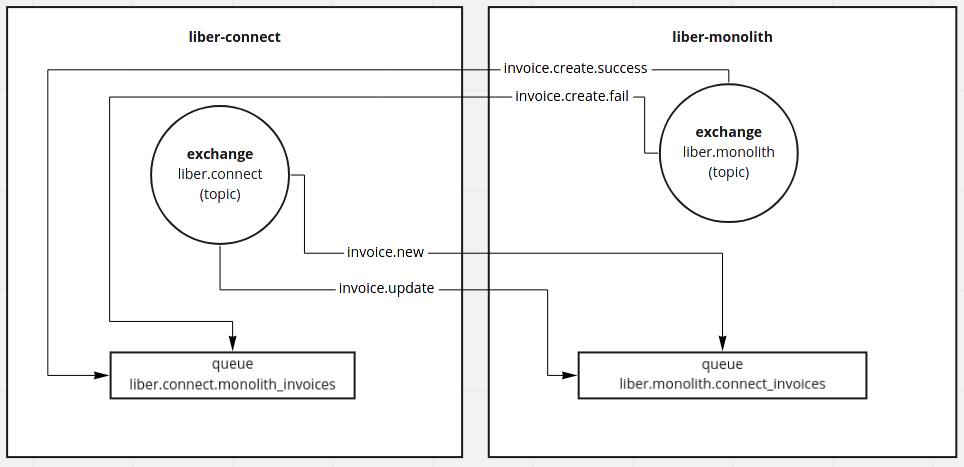 liber-connect
liber-monolith
invoice.create.success
invoice.create.fail
exchange
liber.connect
(topic)
exchange
liber.monolith
(topic)
invoice.new
invoice.update
queue
liber.connect.monolith_invoices
queue
liber.monolith.connect_invoices